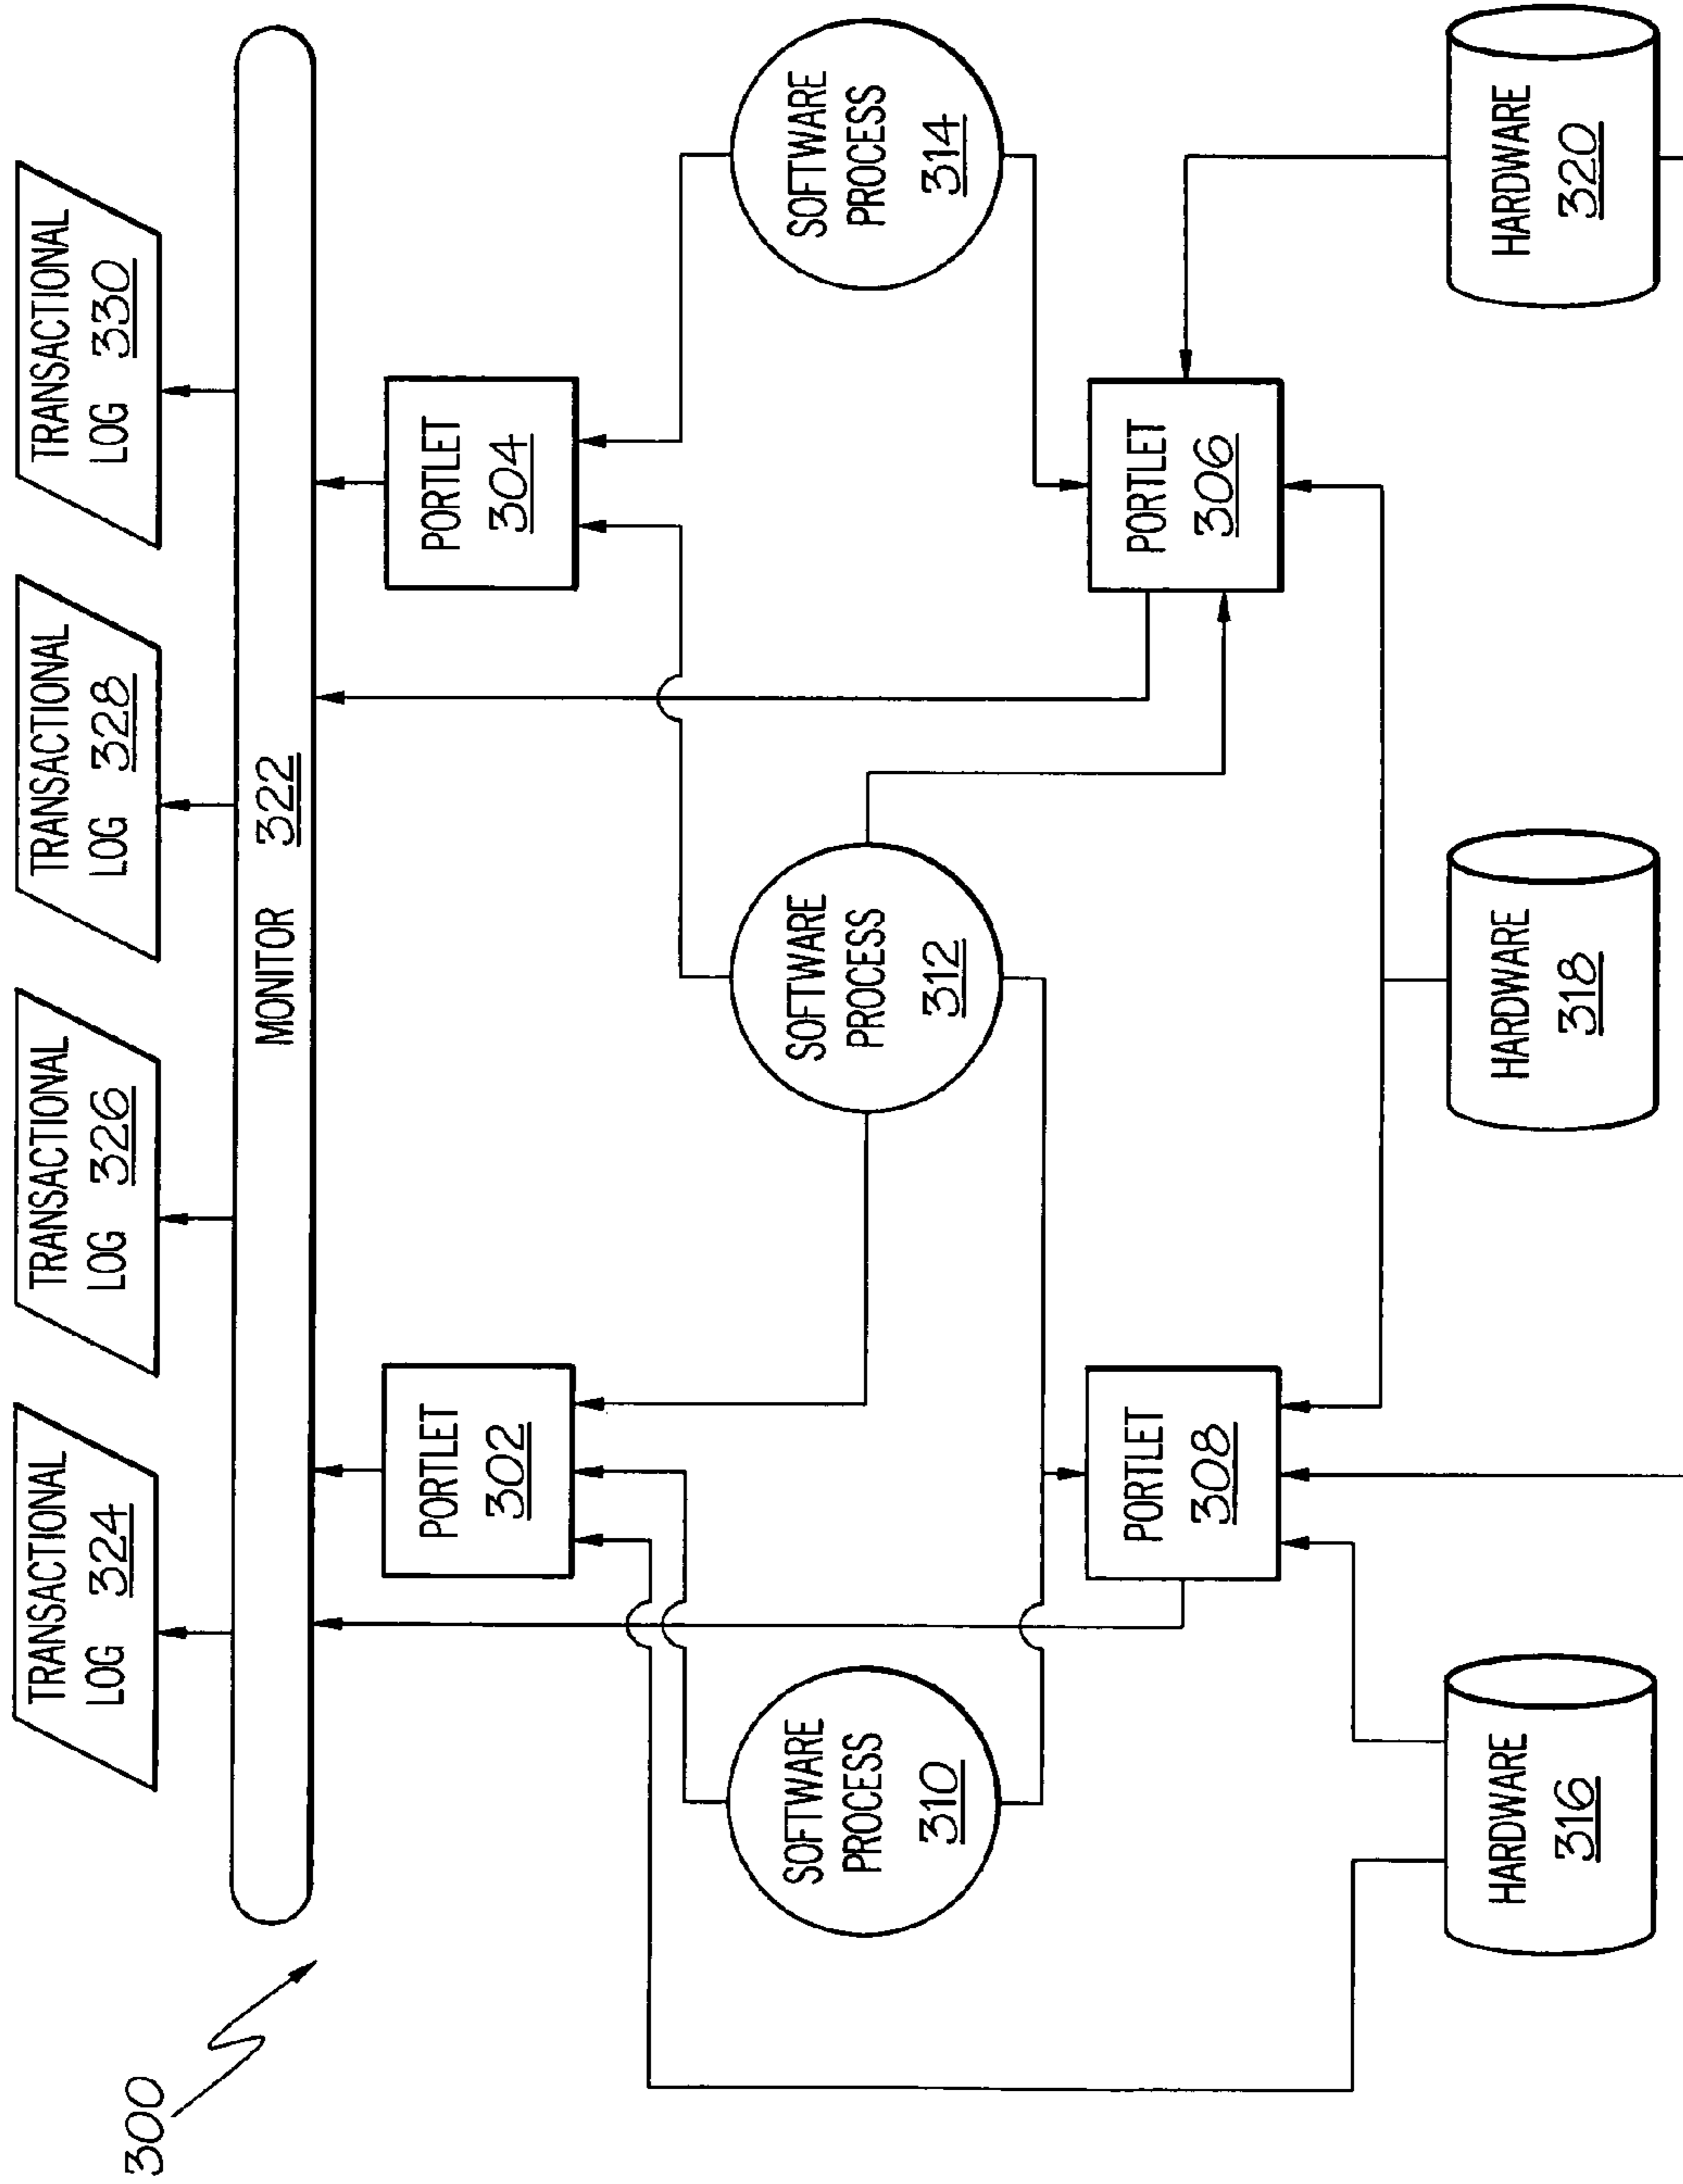 300
TRANSACTIONAL
LOG 324
TRANSACTIONAL
LOG 326
TRANSACTIONAL
LOG 328
TRANSACTIONAL
LOG 330
MONITOR 322
PORTLET
302
PORTLET
304
SOFTWARE
PROCESS
310
SOFTWARE
PROCESS
312
SOFTWARE
PROCESS
314
PORTLET
308
PORTLET
306
HARDWARE
316
HARDWARE
318
HARDWARE
320